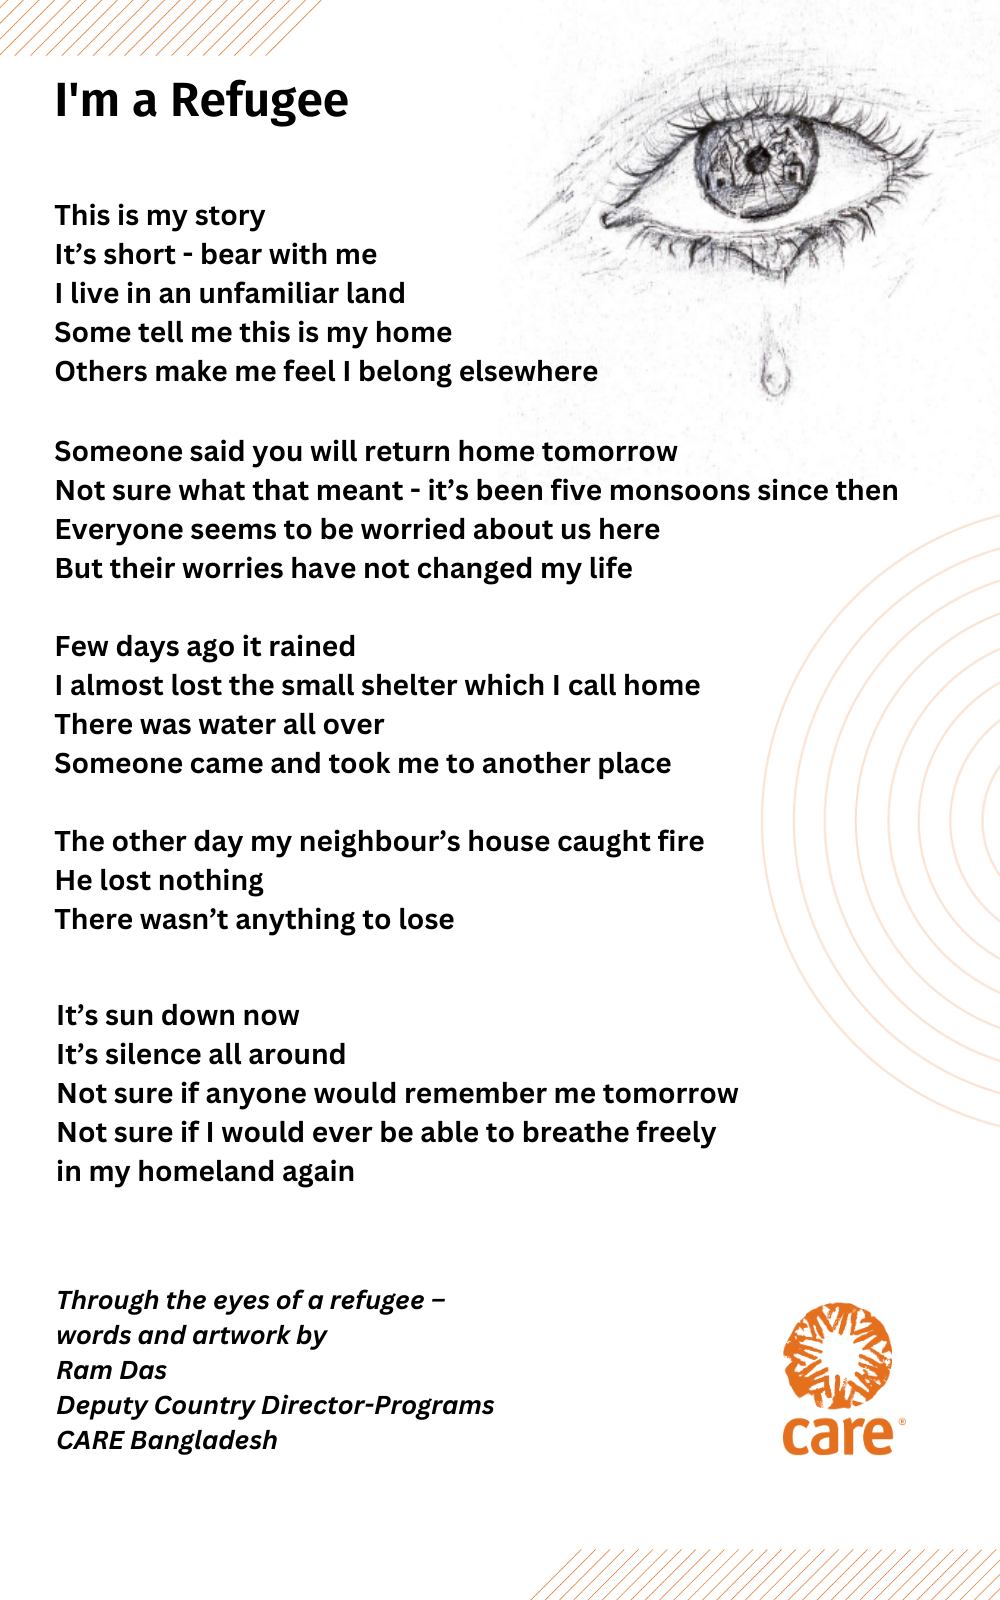 I'm a Refugee
This is my story
It’s short - bear with me
I live in an unfamiliar land
Some tell me this is my home
Others make me feel I belong elsewhere
Someone said you will return home tomorrow
Not sure what that meant - it’s been five monsoons since then
Everyone seems to be worried about us here
But their worries have not changed my life
Few days ago it rained
I almost lost the small shelter which I call home
There was water all over
Someone came and took me to another place
The other day my neighbour’s house caught fire
He lost nothing
There wasn’t anything to lose
It’s sun down now
It’s silence all around
Not sure if anyone would remember me tomorrow
Not sure if I would ever be able to breathe freely
in my homeland again
Through the eyes of a refugee –
words and artwork by
Ram Das
Deputy Country Director-Programs
CARE Bangladesh
care®